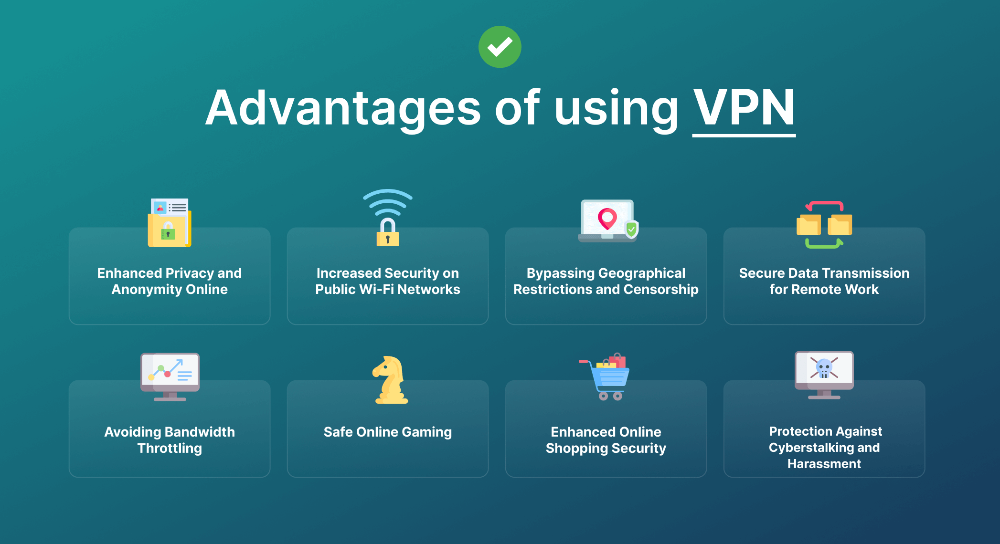 Advantages of using VPN
Enhanced Privacy and
Anonymity Online
Increased Security on
Public Wi-Fi Networks
Bypassing Geographical
Restrictions and Censorship
Secure Data Transmission
for Remote Work
Avoiding Bandwidth
Throttling
Safe Online Gaming
Enhanced Online
Shopping Security
Protection Against
Cyberstalking and
Harassment